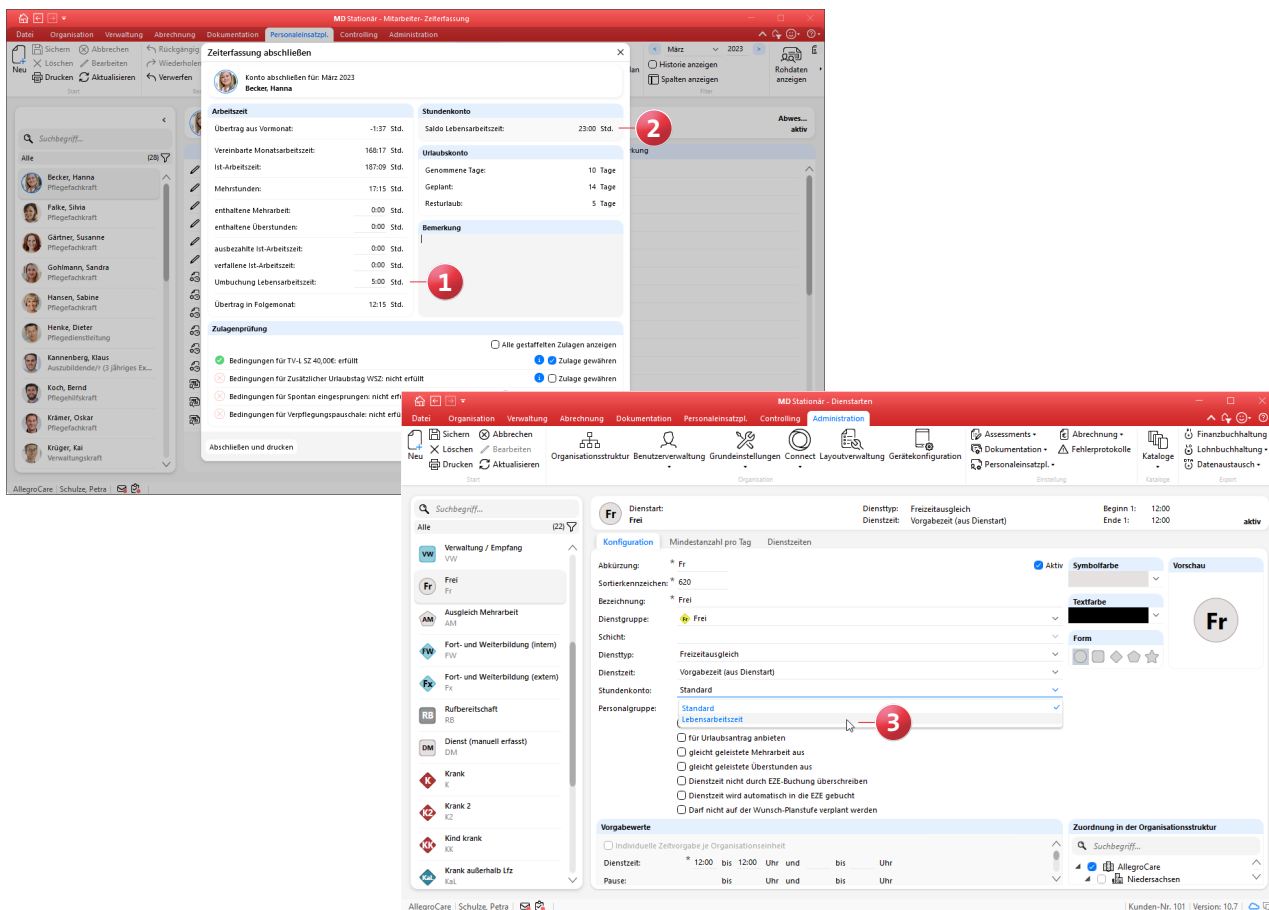 MD Stationär - Mitarbeiter- Zeiterfassung
Datei Organisation Verwaltung Abrechnung Dokumentation Personaleinsatzpl. Controlling Administration
Neu
Sichern Abbrechen Rückgängig
Löschen Bearbeiten Wiederholen
Drucken Aktualisieren Verwerfen
Start
März 2023
Historie anzeigen
Spalten anzeigen
Filter
Rohdaten anzeigen
Suchbegriff...
Alle (28)
Becker, Hanna
Pflegefachkraft
Falke, Silvia
Pflegefachkraft
Gärtner, Susanne
Pflegefachkraft
Gohlmann, Sandra
Pflegefachkraft
Hansen, Sabine
Pflegefachkraft
Henke, Dieter
Pflegedienstleitung
Kannenberg, Klaus
Auszubildende/r (3 jähriges Ex...
Koch, Bernd
Pflegehilfskraft
Krämer, Oskar
Pflegefachkraft
Krüger, Kai
Verwaltungskraft
AllegroCare Schulze, Petra
Abwes...
aktiv
Zeiterfassung abschließen
Konto abschließen für: März 2023
Becker, Hanna
Arbeitszeit
Übertrag aus Vormonat: -1:37 Std.
Vereinbarte Monatsarbeitszeit: 168:17 Std.
Ist-Arbeitszeit: 187:09 Std.
Mehrstunden: 17:15 Std.
enthaltene Mehrarbeit: 0:00 Std.
enthaltene Überstunden: 0:00 Std.
ausbezahlte Ist-Arbeitszeit: 0:00 Std.
verfallene Ist-Arbeitszeit: 0:00 Std.
Umbuchung Lebensarbeitszeit: 5:00 Std.
1
Übertrag in Folgemonat: 12:15 Std.
Stundenkonto
Saldo Lebensarbeitszeit: 23:00 Std.
2
Urlaubskonto
Genommene Tage: 10 Tage
Geplant: 14 Tage
Resturlaub: 5 Tage
Bemerkung
Zulagenprüfung
Alle gestaffelten Zulagen anzeigen
Bedingungen für TV-L SZ 40,00€: erfüllt Zulage gewähren
Bedingungen für Zusätzlicher Urlaubstag WSZ: nicht erfüllt Zulage gewähren
Bedingungen für Spontan eingesprungen: nicht erfü
Bedingungen für Verpflegungspauschale: nicht erfü
Abschließen und drucken
MD Stationär - Dienstarten
Datei Organisation Verwaltung Abrechnung Dokumentation Personaleinsatzpl. Controlling Administration
Neu
Sichern Abbrechen
Löschen Bearbeiten
Drucken Aktualisieren
Start
Organisationsstruktur Benutzerverwaltung Grundeinstellungen Connect Layoutverwaltung Gerätekonfiguration
Organisation
Assessments Abrechnung
Dokumentation Fehlerprotokolle
Personaleinsatzpl.
Einstellung
Kataloge
Kataloge
Finanzbuchhaltung
Lohnbuchhaltung
Datenaustausch
Export
Suchbegriff...
Alle (22)
VW Verwaltung / Empfang
VW
Fr Frei
Fr
AM Ausgleich Mehrarbeit
AM
FW Fort- und Weiterbildung (intern)
FW
Fx Fort- und Weiterbildung (extern)
Fx
RB Rufbereitschaft
RB
DM Dienst (manuell erfasst)
DM
K Krank
K
K2 Krank 2
K2
KK Kind krank
KK
KaL Krank außerhalb Lfz
KaL
Fr Dienstart: Diensttyp: Freizeitausgleich Beginn 1: 12:00
Frei Dienstzeit: Vorgabezeit (aus Dienstart) Ende 1: 12:00 aktiv
Konfiguration Mindestanzahl pro Tag Dienstzeiten
Abkürzung: * Fr Aktiv
Sortierkennzeichen: * 620
Bezeichnung: * Frei
Dienstgruppe: Fr Frei
Schicht:
Diensttyp: Freizeitausgleich
Dienstzeit: Vorgabezeit (aus Dienstart)
Stundenkonto: Standard
Personalgruppe: Standard
Lebensarbeitszeit
3
für Urlaubsantrag anbieten
gleicht geleistete Mehrarbeit aus
gleicht geleistete Überstunden aus
Dienstzeit nicht durch EZE-Buchung überschreiben
Dienstzeit wird automatisch in die EZE gebucht
Darf nicht auf der Wunsch-Planstufe verplant werden
Symbolfarbe
Textfarbe
Form
Vorschau
Fr
Vorgabewerte
Individuelle Zeitvorgabe je Organisationseinheit
Dienstzeit: * 12:00 bis 12:00 Uhr und bis Uhr
Pause: bis Uhr und bis Uhr
Zuordnung in der Organisationsstruktur
Suchbegriff...
AllegroCare
Niedersachsen
AllegroCare Schulze, Petra
Kunden-Nr. 101 Version: 10.7